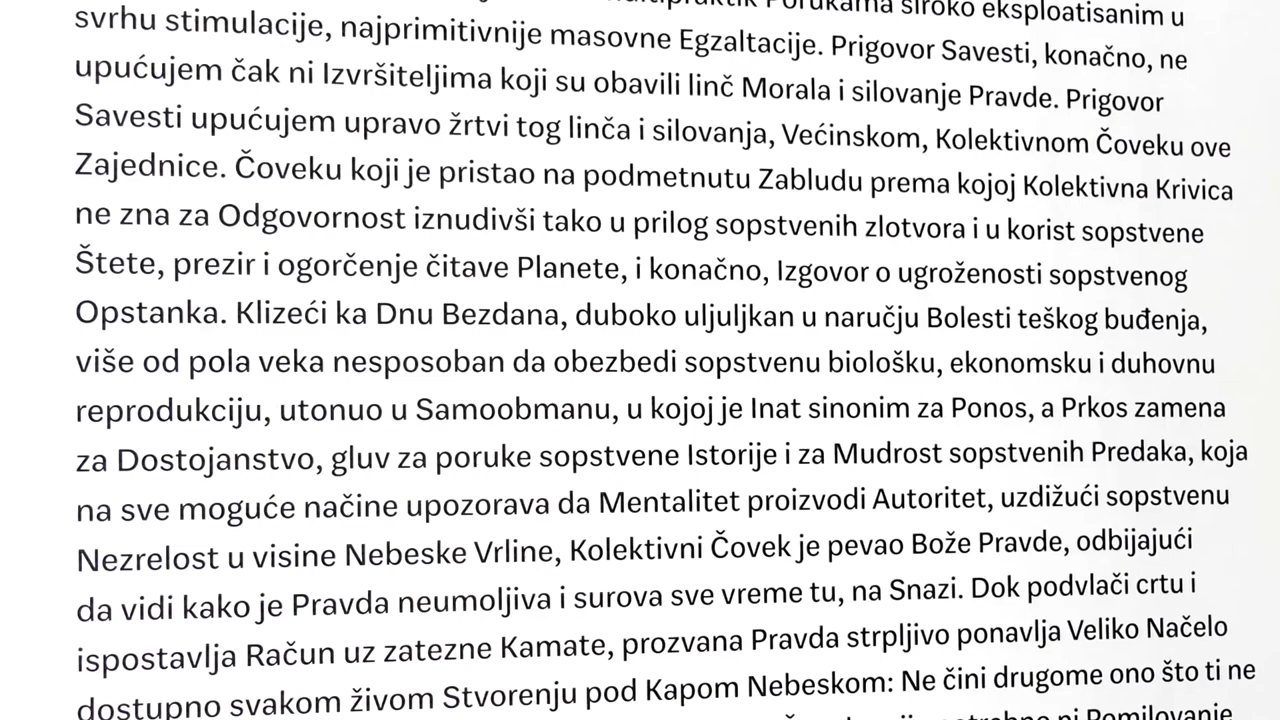 Porukama široko eksploatisanim u
svrhu stimulacije, najprimitivnije masovne Egzaltacije. Prigovor Savesti, konačno, ne
upućujem čak ni Izvršiteljima koji su obavili linč Morala i silovanje Pravde. Prigovor
Savesti upućujem upravo žrtvi tog linča i silovanja, Većinskom, Kolektivnom Čoveku ove
Zajednice. Čoveku koji je pristao na podmetnutu Zabludu prema kojoj Kolektivna Krivica
ne zna za Odgovornost iznudivši tako u prilog sopstvenih zlotvora i u korist sopstvene
Štete, prezir i ogorčenje čitave Planete, i konačno, Izgovor o ugroženosti sopstvenog
Opstanka. Klizeći ka Dnu Bezdana, duboko uljuljkan u naručju Bolesti teškog buđenja,
više od pola veka nesposoban da obezbedi sopstvenu biološku, ekonomsku i duhovnu
reprodukciju, utonuo u Samoobmanu, u kojoj je Inat sinonim za Ponos, a Prkos zamena
za Dostojanstvo, gluv za poruke sopstvene Istorije i za Mudrost sopstvenih Predaka, koja
na sve moguće načine upozorava da Mentalitet proizvodi Autoritet, uzdižući sopstvenu
Nezrelost u visine Nebeske Vrline, Kolektivni Čovek je pevao Bože Pravde, odbijajući
da vidi kako je Pravda neumoljiva i surova sve vreme tu, na Snazi. Dok podvlači crtu i
ispostavlja Račun uz zatezne Kamate, prozvana Pravda strpljivo ponavlja Veliko Načelo
dostupno svakom živom Stvorenju pod Kapom Nebeskom: Ne čini drugome ono što ti ne
potrebno ni Pomilovanje